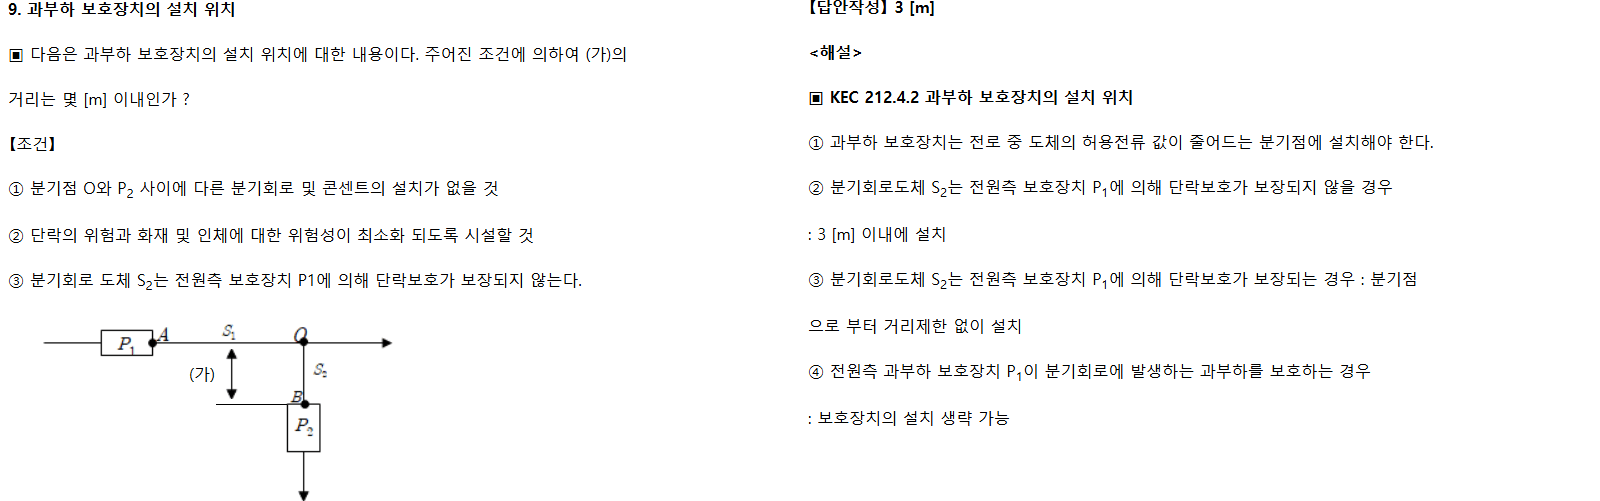 9. 과부하 보호장치의 설치 위치
▣ 다음은 과부하 보호장치의 설치 위치에 대한 내용이다. 주어진 조건에 의하여 (가)의
거리는 몇 [m] 이내인가 ?
【조건】
① 분기점 O와 P₂ 사이에 다른 분기회로 및 콘센트의 설치가 없을 것
② 단락의 위험과 화재 및 인체에 대한 위험성이 최소화 되도록 시설할 것
③ 분기회로 도체 S₂는 전원측 보호장치 P1에 의해 단락보호가 보장되지 않는다.
P₁ A S₁ O
(가) S₂
B
P₂
【답안작성】 3 [m]
<해설>
▣ KEC 212.4.2 과부하 보호장치의 설치 위치
① 과부하 보호장치는 전로 중 도체의 허용전류 값이 줄어드는 분기점에 설치해야 한다.
② 분기회로도체 S₂는 전원측 보호장치 P₁에 의해 단락보호가 보장되지 않을 경우
: 3 [m] 이내에 설치
③ 분기회로도체 S₂는 전원측 보호장치 P₁에 의해 단락보호가 보장되는 경우 : 분기점
으로 부터 거리제한 없이 설치
④ 전원측 과부하 보호장치 P₁이 분기회로에 발생하는 과부하를 보호하는 경우
: 보호장치의 설치 생략 가능